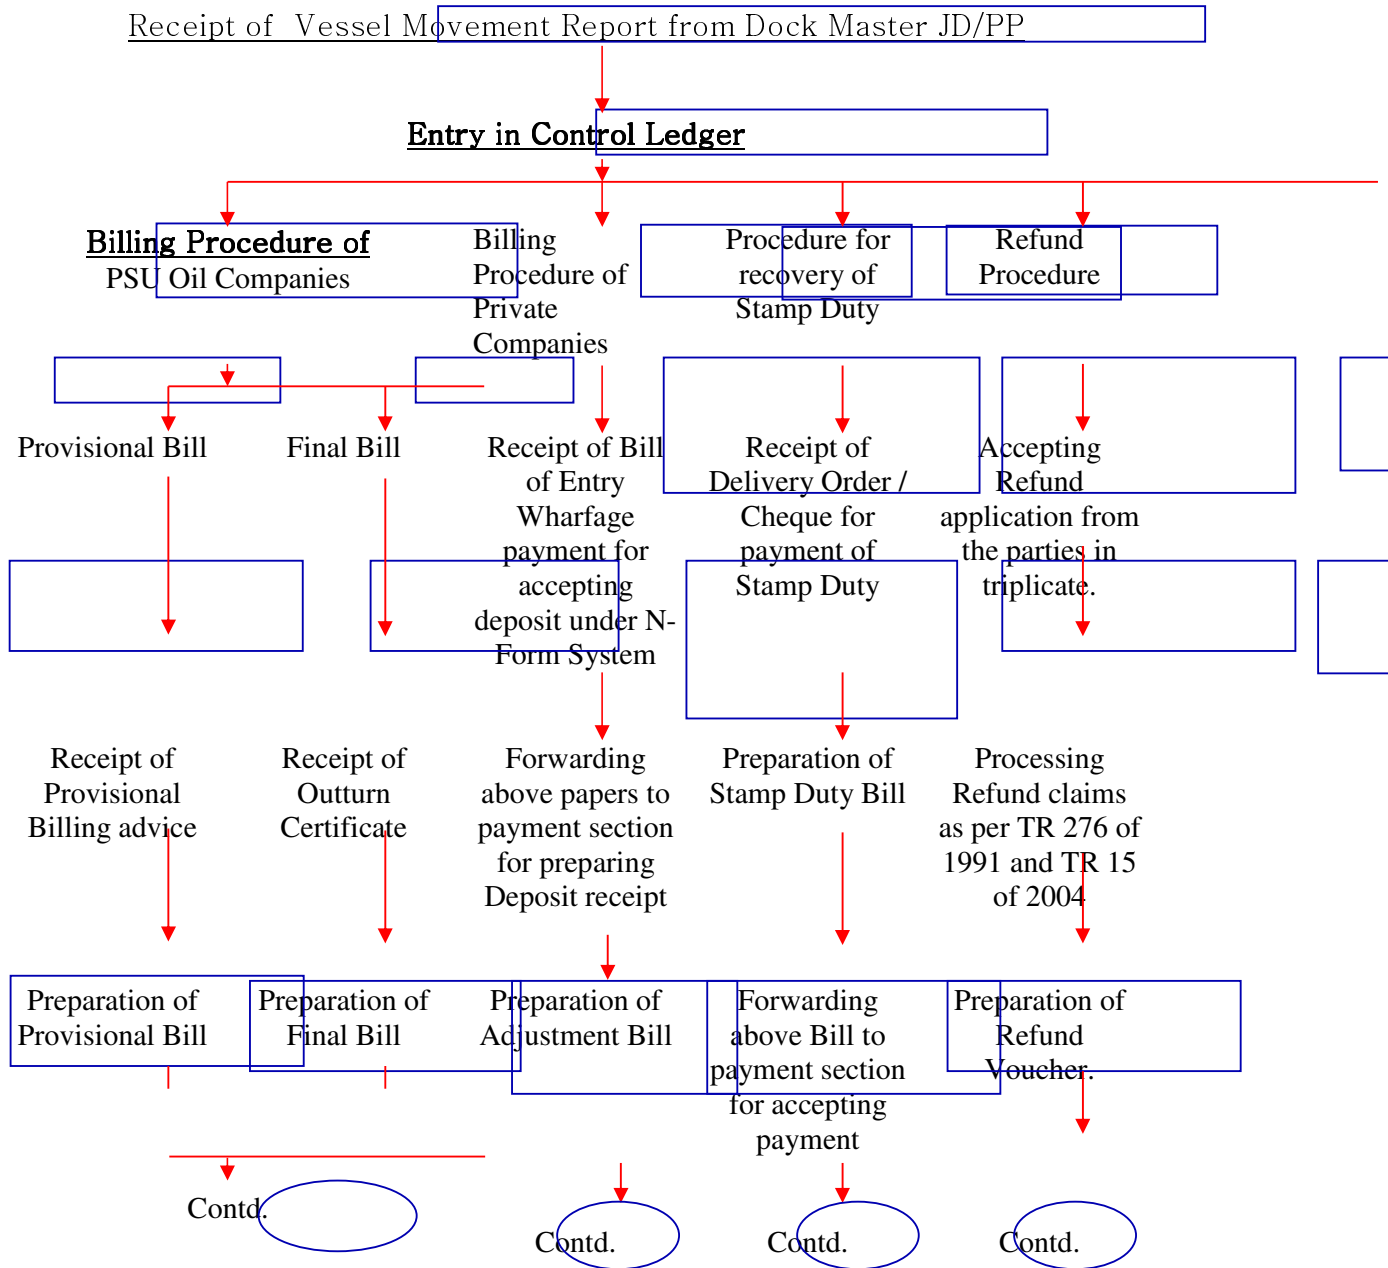 Receipt of Vessel Movement Report from Dock Master JD/PP
Entry in Control Ledger
Billing Procedure of
PSU Oil Companies
Billing
Procedure of
Private
Companies
Procedure for
recovery of
Stamp Duty
Refund
Procedure
Provisional Bill
Final Bill
Receipt of Bill
of Entry
Wharfage
payment for
accepting
deposit under N-
Form System
Receipt of
Delivery Order /
Cheque for
payment of
Stamp Duty
Accepting
Refund
application from
the parties in
triplicate.
Receipt of
Provisional
Billing advice
Receipt of
Outturn
Certificate
Forwarding
above papers to
payment section
for preparing
Deposit receipt
Preparation of
Stamp Duty Bill
Processing
Refund claims
as per TR 276 of
1991 and TR 15
of 2004
Preparation of
Provisional Bill
Preparation of
Final Bill
Preparation of
Adjustment Bill
Forwarding
above Bill to
payment section
for accepting
payment
Preparation of
Refund
Voucher.
Contd.
Contd.
Contd.
Contd.